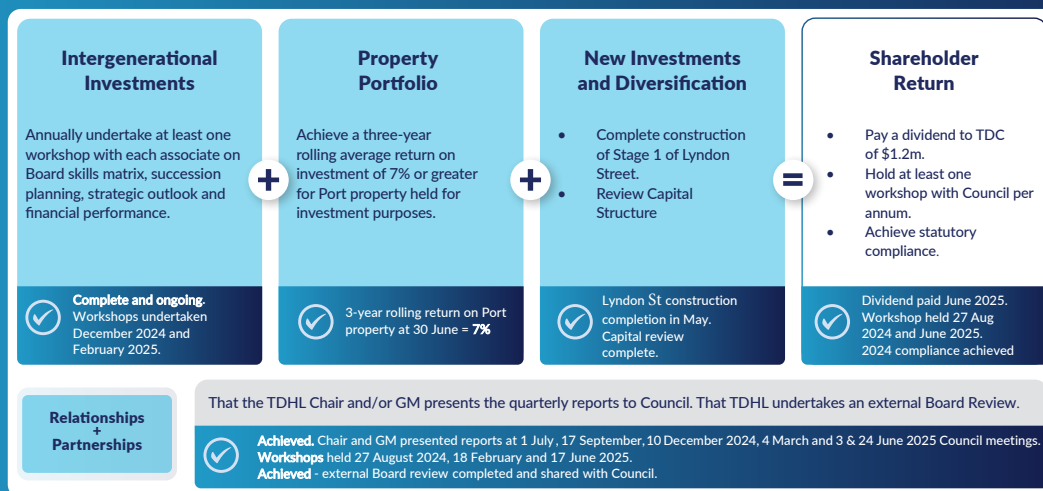 Intergenerational
Investments
Annually undertake at least one
workshop with each associate on
Board skills matrix, succession
planning, strategic outlook and
financial performance.
Complete and ongoing.
Workshops undertaken
December 2024 and
February 2025.
+
Property
Portfolio
Achieve a three-year
rolling average return on
investment of 7% or greater
for Port property held for
investment purposes.
3-year rolling return on Port
property at 30 June = 7%
+
New Investments
and Diversification
• Complete construction
of Stage 1 of Lyndon
Street.
• Review Capital
Structure
Lyndon St construction
completion in May.
Capital review
complete.
=
Shareholder
Return
• Pay a dividend to TDC
of $1.2m.
• Hold at least one
workshop with Council per
annum.
• Achieve statutory
compliance.
Dividend paid June 2025.
Workshop held 27 Aug
2024 and June 2025.
2024 compliance achieved
Relationships
+
Partnerships
That the TDHL Chair and/or GM presents the quarterly reports to Council. That TDHL undertakes an external Board Review.
Achieved. Chair and GM presented reports at 1 July, 17 September, 10 December 2024, 4 March and 3 & 24 June 2025 Council meetings.
Workshops held 27 August 2024, 18 February and 17 June 2025.
Achieved - external Board review completed and shared with Council.